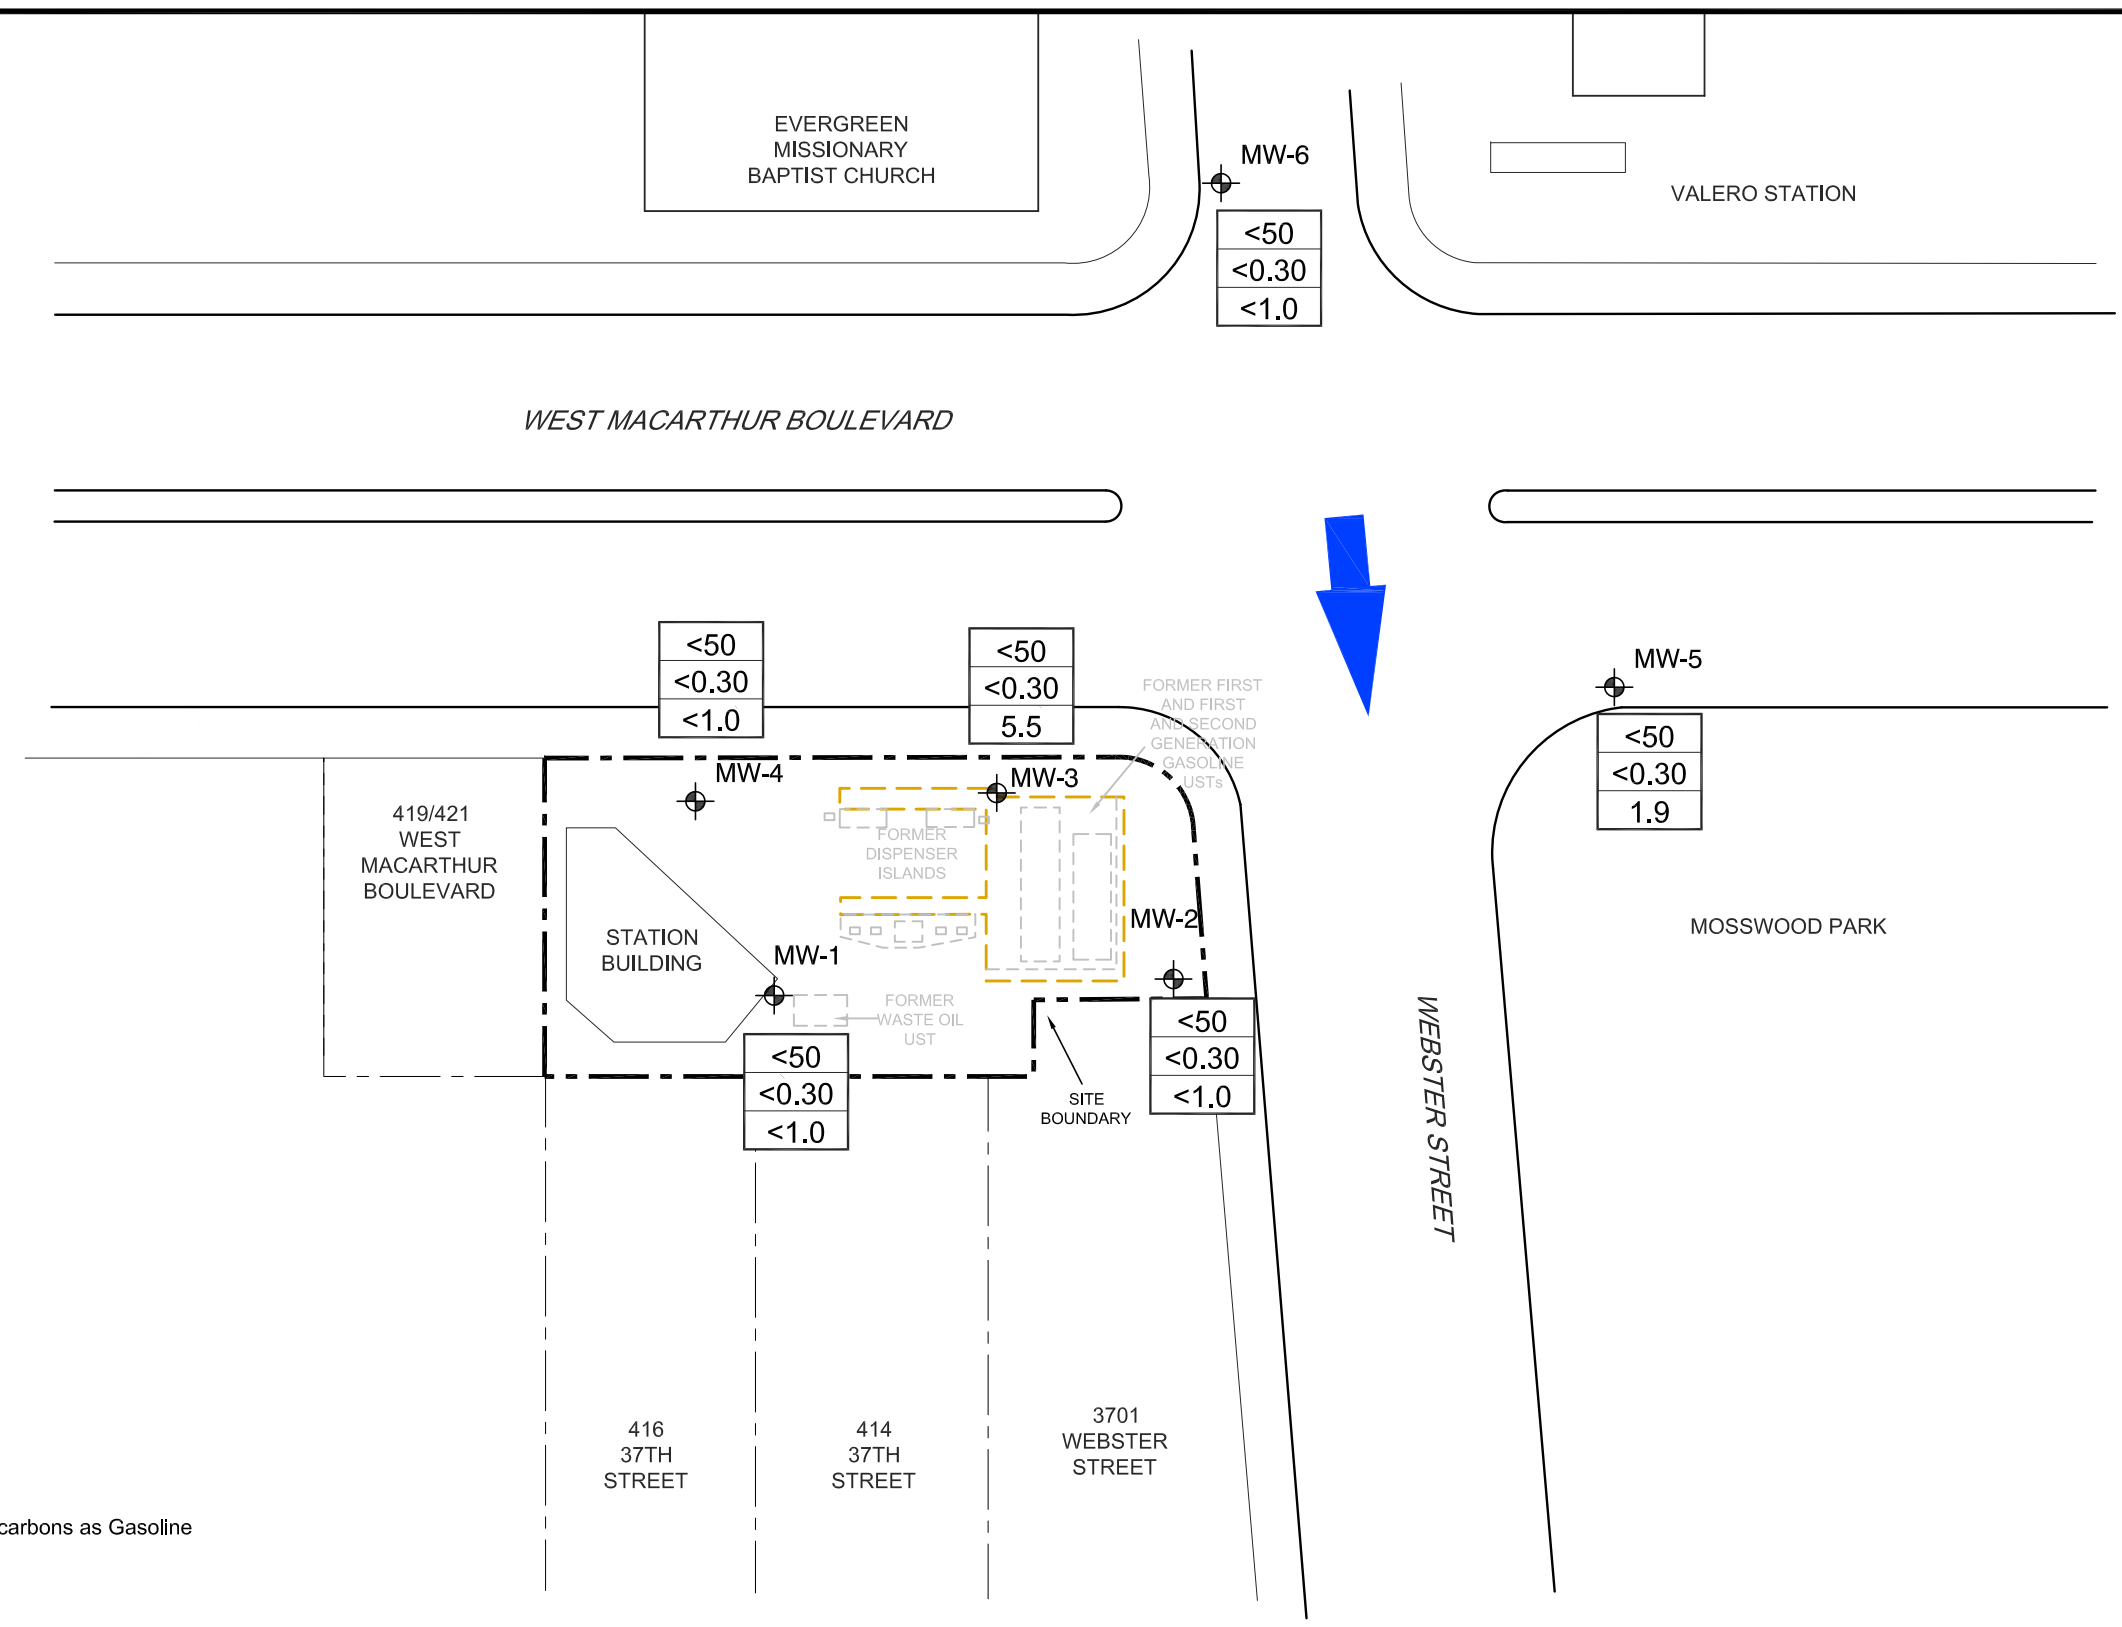 EVERGREEN
MISSIONARY
BAPTIST CHURCH
MW-6
<50
<0.30
<1.0
VALERO STATION
WEST MACARTHUR BOULEVARD
<50
<0.30
<1.0
MW-4
<50
<0.30
5.5
MW-3
FORMER FIRST
AND FIRST
AND SECOND
GENERATION
GASOLINE
USTs
MW-5
<50
<0.30
1.9
419/421
WEST
MACARTHUR
BOULEVARD
FORMER
DISPENSER
ISLANDS
STATION
BUILDING
MW-1
<50
<0.30
<1.0
FORMER
WASTE OIL
UST
MW-2
<50
<0.30
<1.0
SITE
BOUNDARY
MOSSWOOD PARK
WEBSTER STREET
416
37TH
STREET
414
37TH
STREET
3701
WEBSTER
STREET
carbons as Gasoline